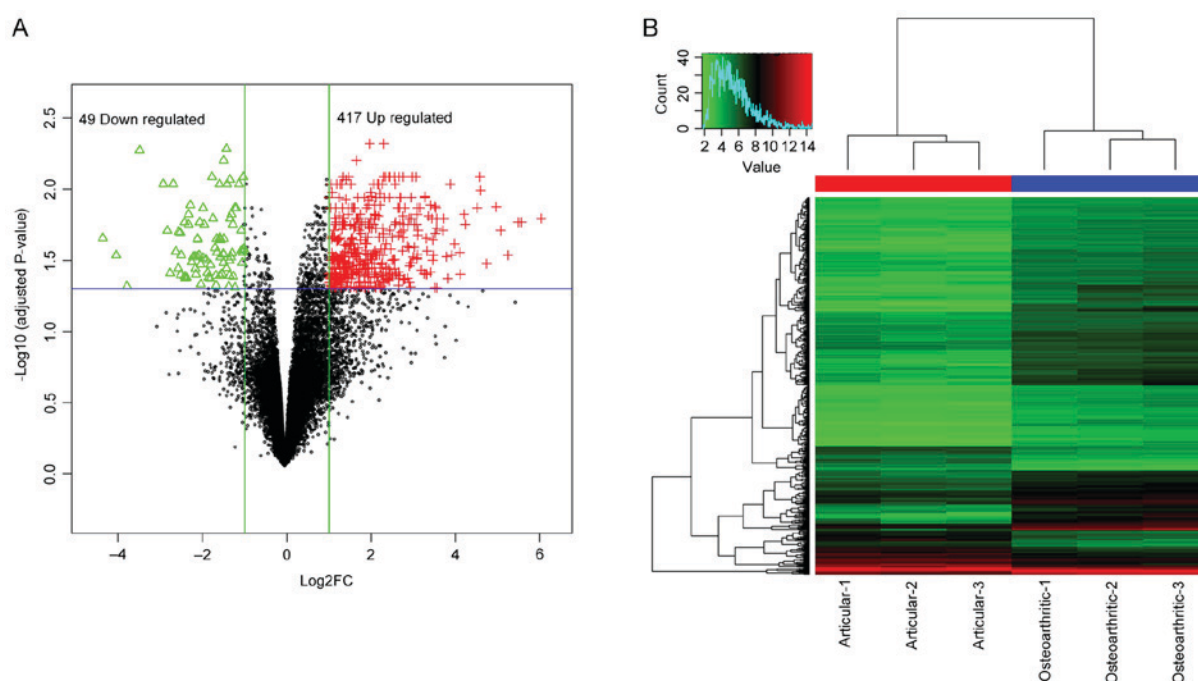 A
49 Down regulated
417 Up regulated
-Log10 (adjusted P-value)
2.5
2.0
1.5
1.0
0.5
0.0
−4
−2
0
2
4
6
Log2FC
B
Count
40
20
0
2 4 6 8 10 12 14
Value
Articular-1
Articular-2
Articular-3
Osteoarthritic-1
Osteoarthritic-2
Osteoarthritic-3